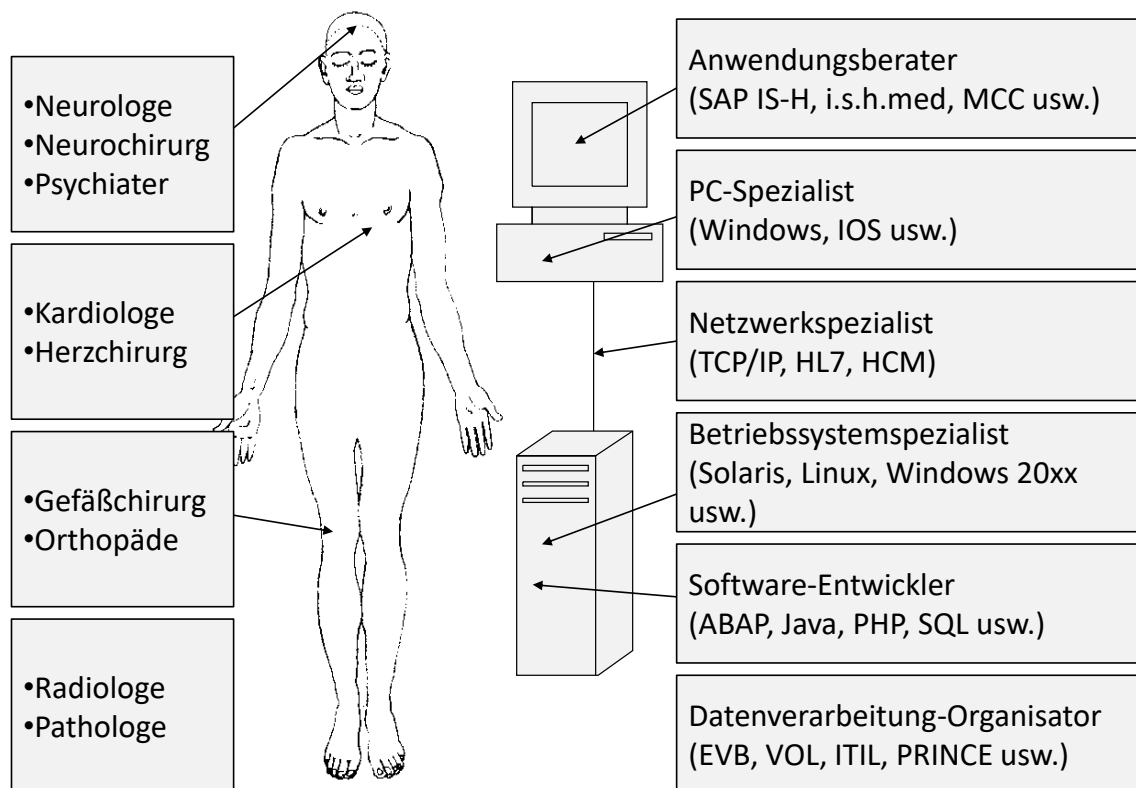 •Neurologe
•Neurochirurg
•Psychiater
•Kardiologe
•Herzchirurg
•Gefäßchirurg
•Orthopäde
•Radiologe
•Pathologe
Anwendungsberater
(SAP IS-H, i.s.h.med, MCC usw.)
PC-Spezialist
(Windows, IOS usw.)
Netzwerkspezialist
(TCP/IP, HL7, HCM)
Betriebssystemspezialist
(Solaris, Linux, Windows 20xx
usw.)
Software-Entwickler
(ABAP, Java, PHP, SQL usw.)
Datenverarbeitung-Organisator
(EVB, VOL, ITIL, PRINCE usw.)